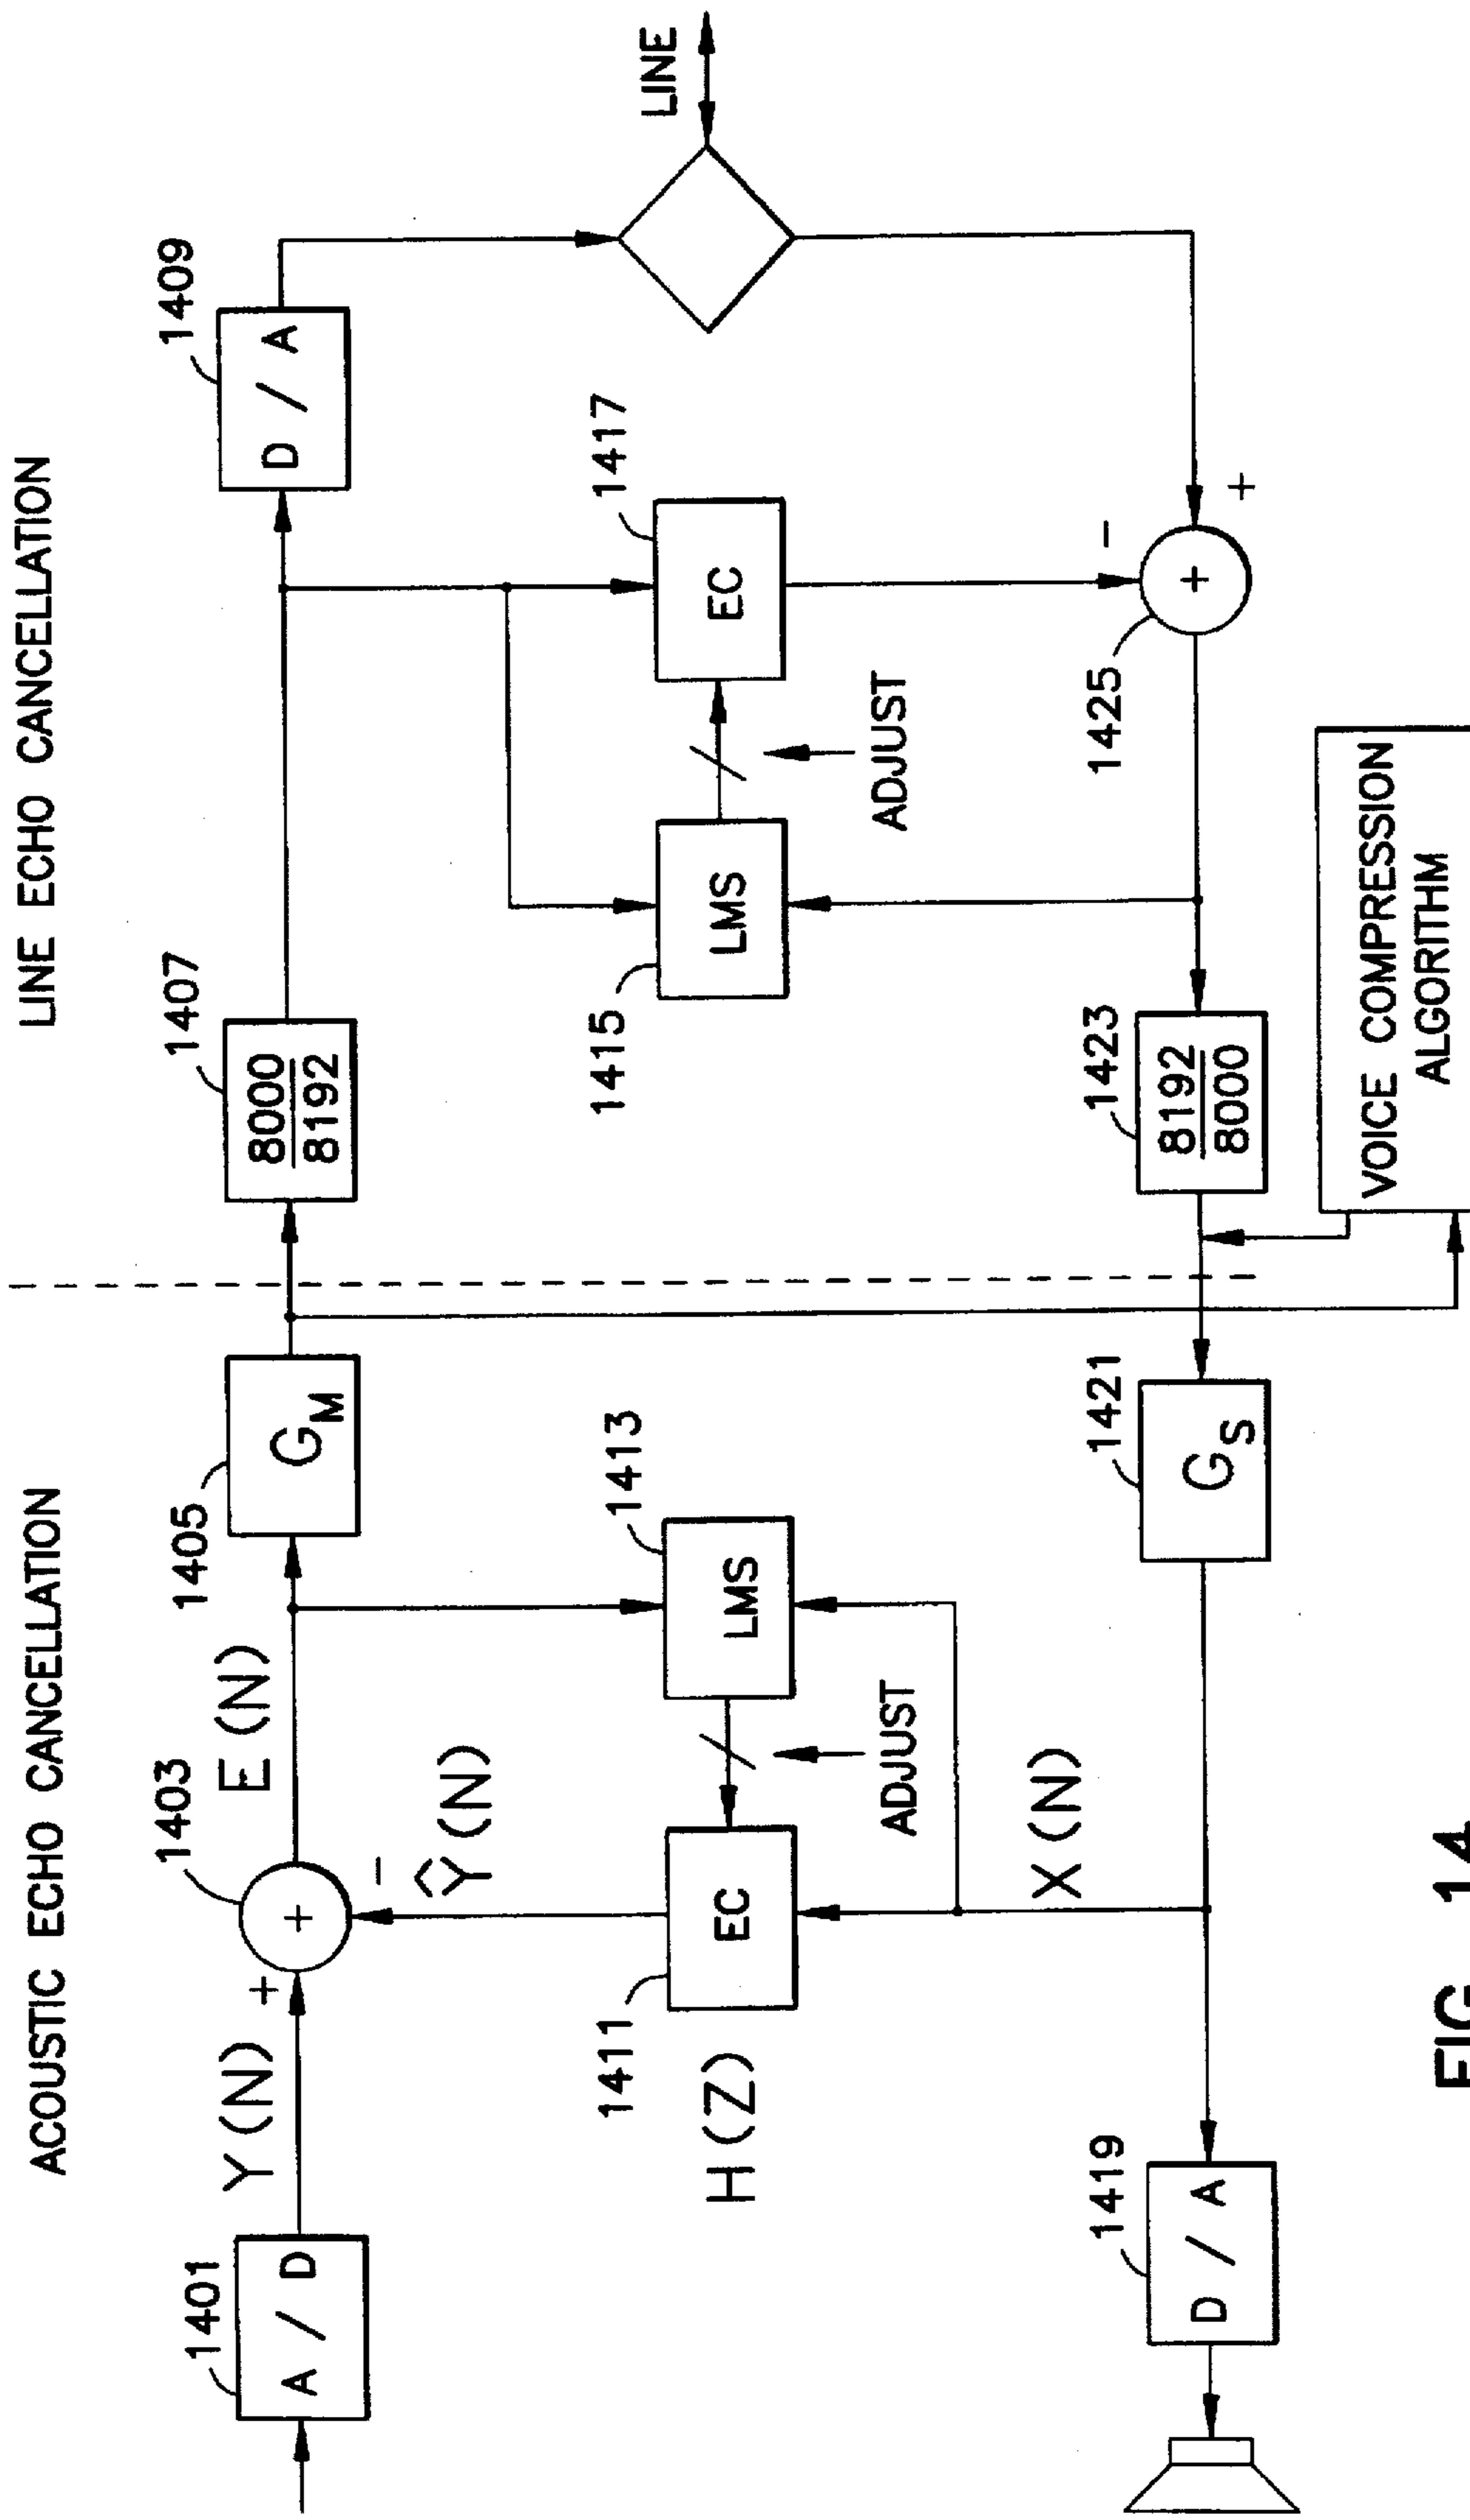 ACOUSTIC ECHO CANCELLATION
LINE ECHO CANCELLATION
1401
A / D
Y(N)
+
1403
+
-
E(N)
Ŷ(N)
1405
G_M
1407
8000
8192
1409
D / A
LINE
1411
EC
H(Z)
1413
LMS
ADJUST
1415
LMS
1417
EC
ADJUST
X(N)
1419
D / A
1421
G_S
1423
8192
8000
1425
+
-
+
VOICE COMPRESSION
ALGORITHM
FIG. 14